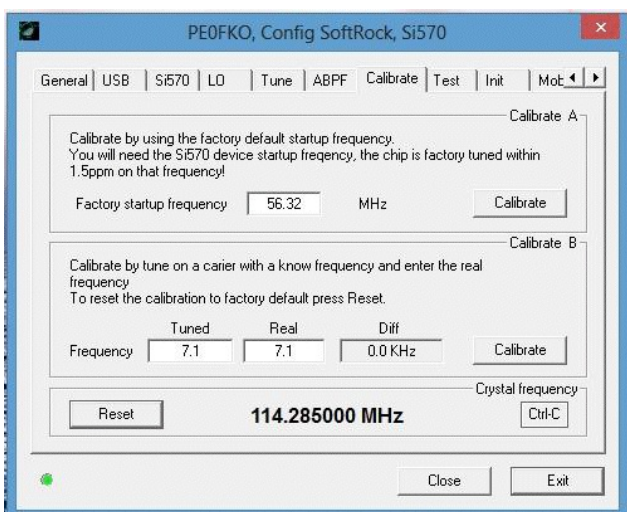 PE0FKO, Config SoftRock, Si570
General USB Si570 LO Tune ABPF Calibrate Test Init Mob
Calibrate A
Calibrate by using the factory default startup frequency.
You will need the Si570 device startup freqency, the chip is factory tuned within
1.5ppm on that frequency!
Factory startup frequency 56.32 MHz Calibrate
Calibrate B
Calibrate by tune on a carier with a know frequency and enter the real
frequency
To reset the calibration to factory default press Reset.
Tuned Real Diff
Frequency 7.1 7.1 0.0 KHz Calibrate
Crystal frequency
Reset 114.285000 MHz Ctrl-C
Close Exit